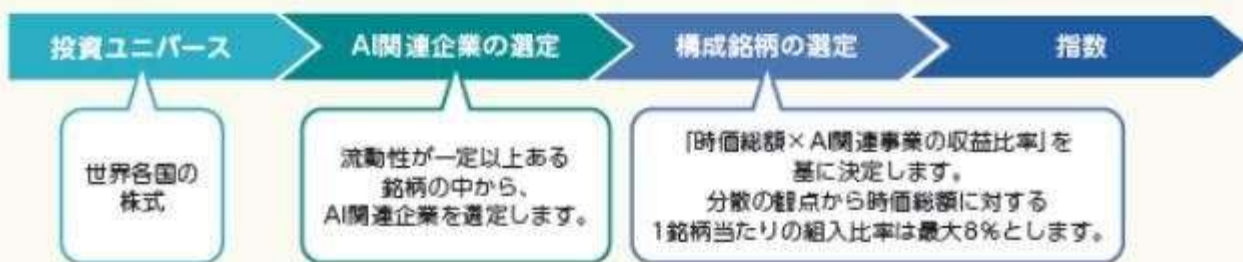 投資ユニバース
AI関連企業の選定
構成銘柄の選定
指数
世界各国の
株式
流動性が一定以上ある
銘柄の中から、
AI関連企業を選定します。
「時価総額×AI関連事業の収益比率」を
基に決定します。
分散の観点から時価総額に対する
1銘柄当たりの組入比率は最大8%とします。